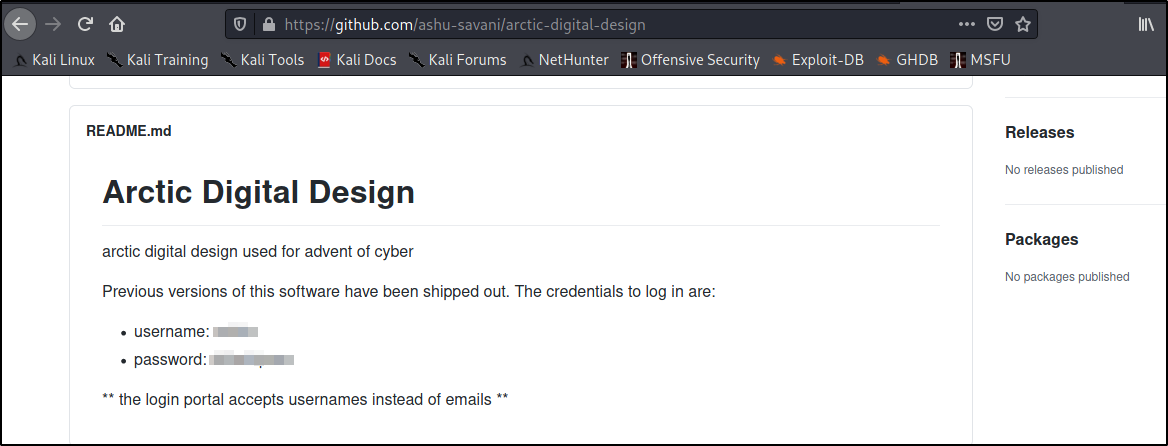 https://github.com/ashu-savani/arctic-digital-design
Kali Linux Kali Training Kali Tools Kali Docs Kali Forums NetHunter Offensive Security Exploit-DB GHDB MSFU
README.md
Arctic Digital Design
arctic digital design used for advent of cyber
Previous versions of this software have been shipped out. The credentials to log in are:
• username:
• password:
** the login portal accepts usernames instead of emails **
Releases
No releases published
Packages
No packages published